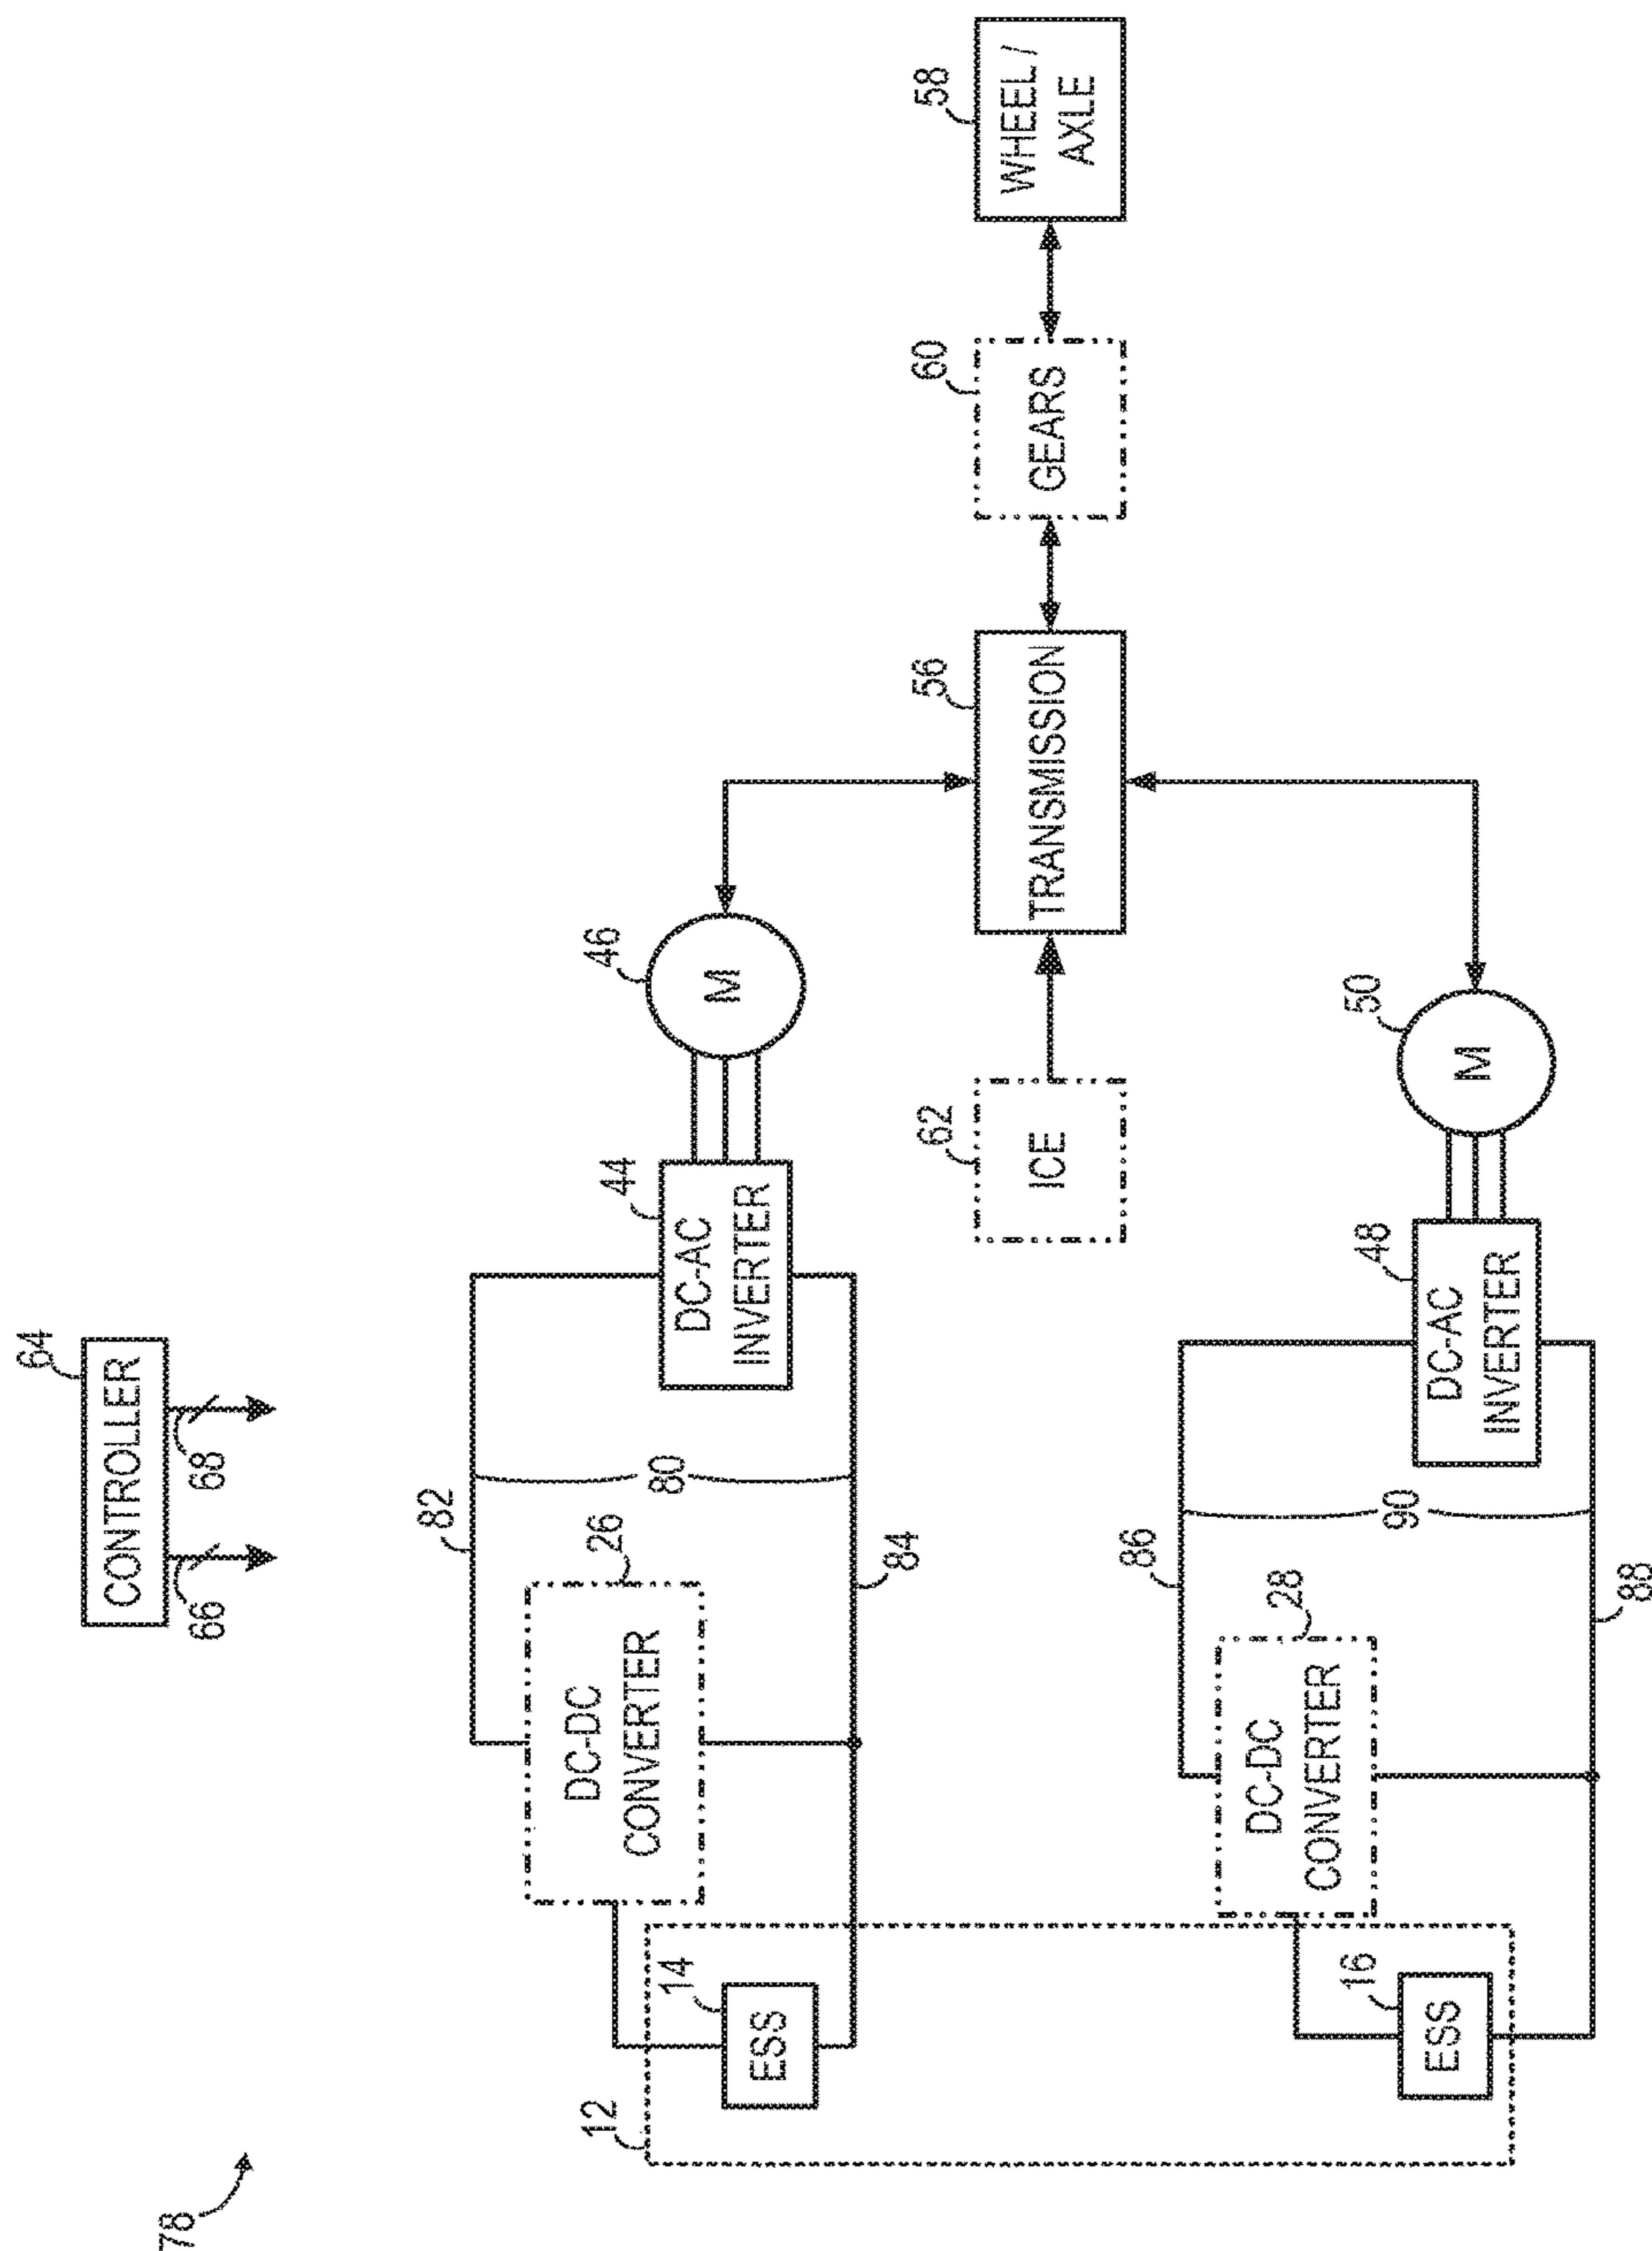 78
CONTROLLER
64
66
68
12
ESS
14
DC-DC
CONVERTER
26
82
80
84
DC-AC
INVERTER
44
M
46
ICE
62
TRANSMISSION
56
GEARS
60
WHEEL /
AXLE
58
ESS
16
DC-DC
CONVERTER
28
86
90
88
DC-AC
INVERTER
48
M
50